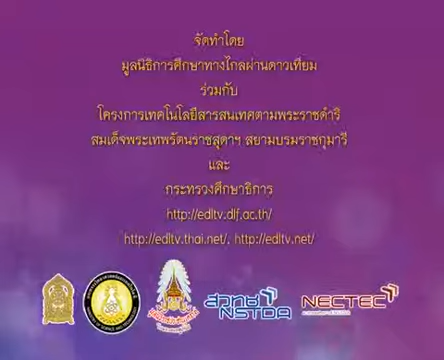 จัดทำโดย
มูลนิธิการศึกษาทางไกลผ่านดาวเทียม
ร่วมกับ
โครงการเทคโนโลยีสารสนเทศตามพระราชดำริ
สมเด็จพระเทพรัตนราชสุดาฯ สยามบรมราชกุมารี
และ
กระทรวงศึกษาธิการ
http://edltv.dlf.ac.th/
http://edltv.thai.net/, http://edltv.net/
สวทช NECTEC
NSTDA